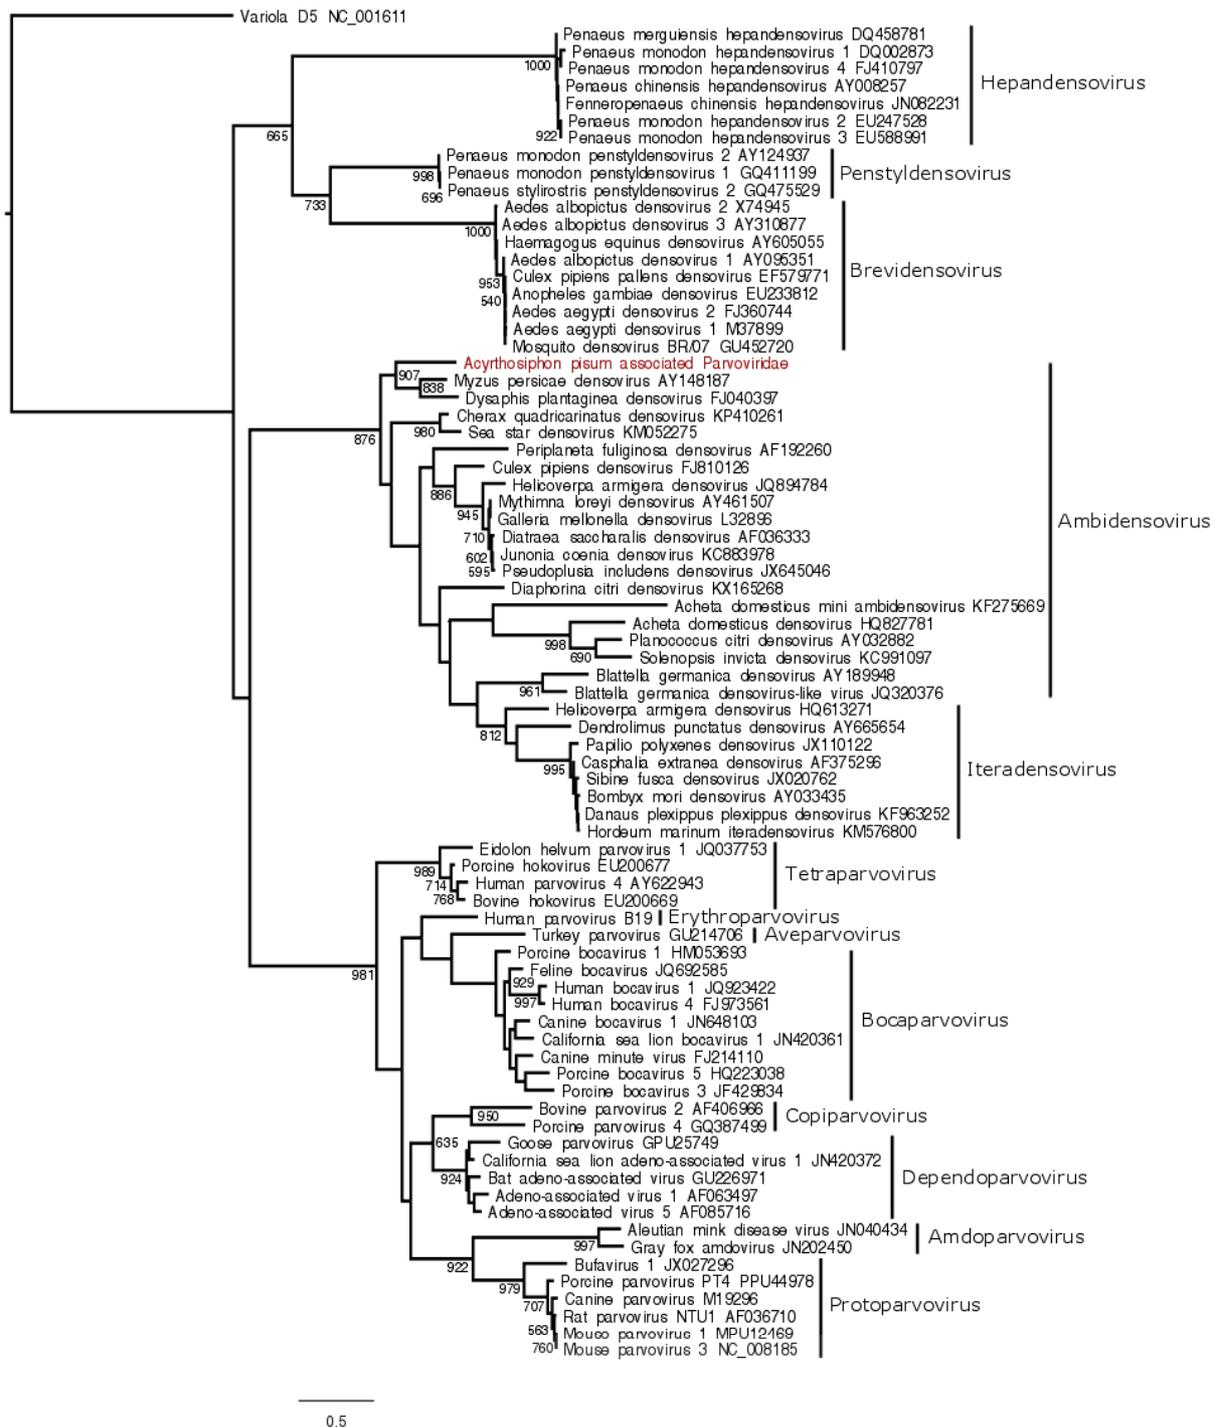 Variola D5 NC_001611
Penaeus merguiensis hepandensovirus DQ458781
Penaeus monodon hepandensovirus 1 DQ002873
1000
Penaeus monodon hepandensovirus 4 FJ410797
Penaeus chinensis hepandensovirus AY008257
Hepandensovirus
Fenneropenaeus chinensis hepandensovirus JN082231
Penaeus monodon hepandensovirus 2 EU247528
665
922
Penaeus monodon hepandensovirus 3 EU588991
Penaeus monodon penstyldensovirus 2 AY124937
998
Penaeus monodon penstyldensovirus 1 GQ411199
Penstyldensovirus
696
Penaeus stylirostris penstyldensovirus 2 GQ475529
733
Aedes albopictus densovirus 2 X74945
Aedes albopictus densovirus 3 AY310877
1000
Haemagogus equinus densovirus AY605055
Aedes albopictus densovirus 1 AY095351
Brevidensovirus
953
Culex pipiens pallens densovirus EF579771
540
Anopheles gambiae densovirus EU233812
Aedes aegypti densovirus 2 FJ360744
Aedes aegypti densovirus 1 M37899
Mosquito densovirus BR/07 GU452720
Acyrthosiphon pisum associated Parvoviridae
907
838
Myzus persicae densovirus AY148187
Dysaphis plantaginea densovirus FJ040397
Cherax quadricarinatus densovirus KP410261
876
980
Sea star densovirus KM052275
Periplaneta fuliginosa densovirus AF192260
Culex pipiens densovirus FJ810126
886
Helicoverpa armigera densovirus JQ894784
Mythimna loreyi densovirus AY461507
945
Galleria mellonella densovirus L32896
Ambidensovirus
710
Diatraea saccharalis densovirus AF036333
602
Junonia coenia densovirus KC883978
595
Pseudoplusia includens densovirus JX645046
Diaphorina citri densovirus KX165268
Acheta domesticus mini ambidensovirus KF275669
Acheta domesticus densovirus HQ827781
998
Planococcus citri densovirus AY032882
690
Solenopsis invicta densovirus KC991097
Blattella germanica densovirus AY189948
961
Blattella germanica densovirus-like virus JQ320376
Helicoverpa armigera densovirus HQ613271
812
Dendrolimus punctatus densovirus AY665654
Papilio polyxenes densovirus JX110122
995
Casphalia extranea densovirus AF375296
Iteradensovirus
Sibine fusca densovirus JX020762
Bombyx mori densovirus AY033435
Danaus plexippus plexippus densovirus KF963252
Hordeum marinum iteradensovirus KM576800
Eidolon helvum parvovirus 1 JQ037753
989
Porcine hokovirus EU200677
Tetraparvovirus
714
Human parvovirus 4 AY622943
768
Bovine hokovirus EU200669
Human parvovirus B19
Erythroparvovirus
Turkey parvovirus GU214706
Aveparvovirus
Porcine bocavirus 1 HM053693
981
Feline bocavirus JQ692585
929
Human bocavirus 1 JQ923422
997
Human bocavirus 4 FJ973561
Canine bocavirus 1 JN648103
Bocaparvovirus
California sea lion bocavirus 1 JN420361
Canine minute virus FJ214110
Porcine bocavirus 5 HQ223038
Porcine bocavirus 3 JF429834
Bovine parvovirus 2 AF406966
950
Copiparvovirus
Porcine parvovirus 4 GQ387499
635
Goose parvovirus GPU25749
California sea lion adeno-associated virus 1 JN420372
924
Bat adeno-associated virus GU226971
Dependoparvovirus
Adeno-associated virus 1 AF063497
Adeno-associated virus 5 AF085716
Aleutian mink disease virus JN040434
Amdoparvovirus
997
Gray fox amdovirus JN202450
922
Bufavirus 1 JX027296
979
Porcine parvovirus PT4 PPU44978
707
Canine parvovirus M19296
Protoparvovirus
Rat parvovirus NTU1 AF036710
563
Mouse parvovirus 1 MPU12469
760
Mouse parvovirus 3 NC_008185
0.5